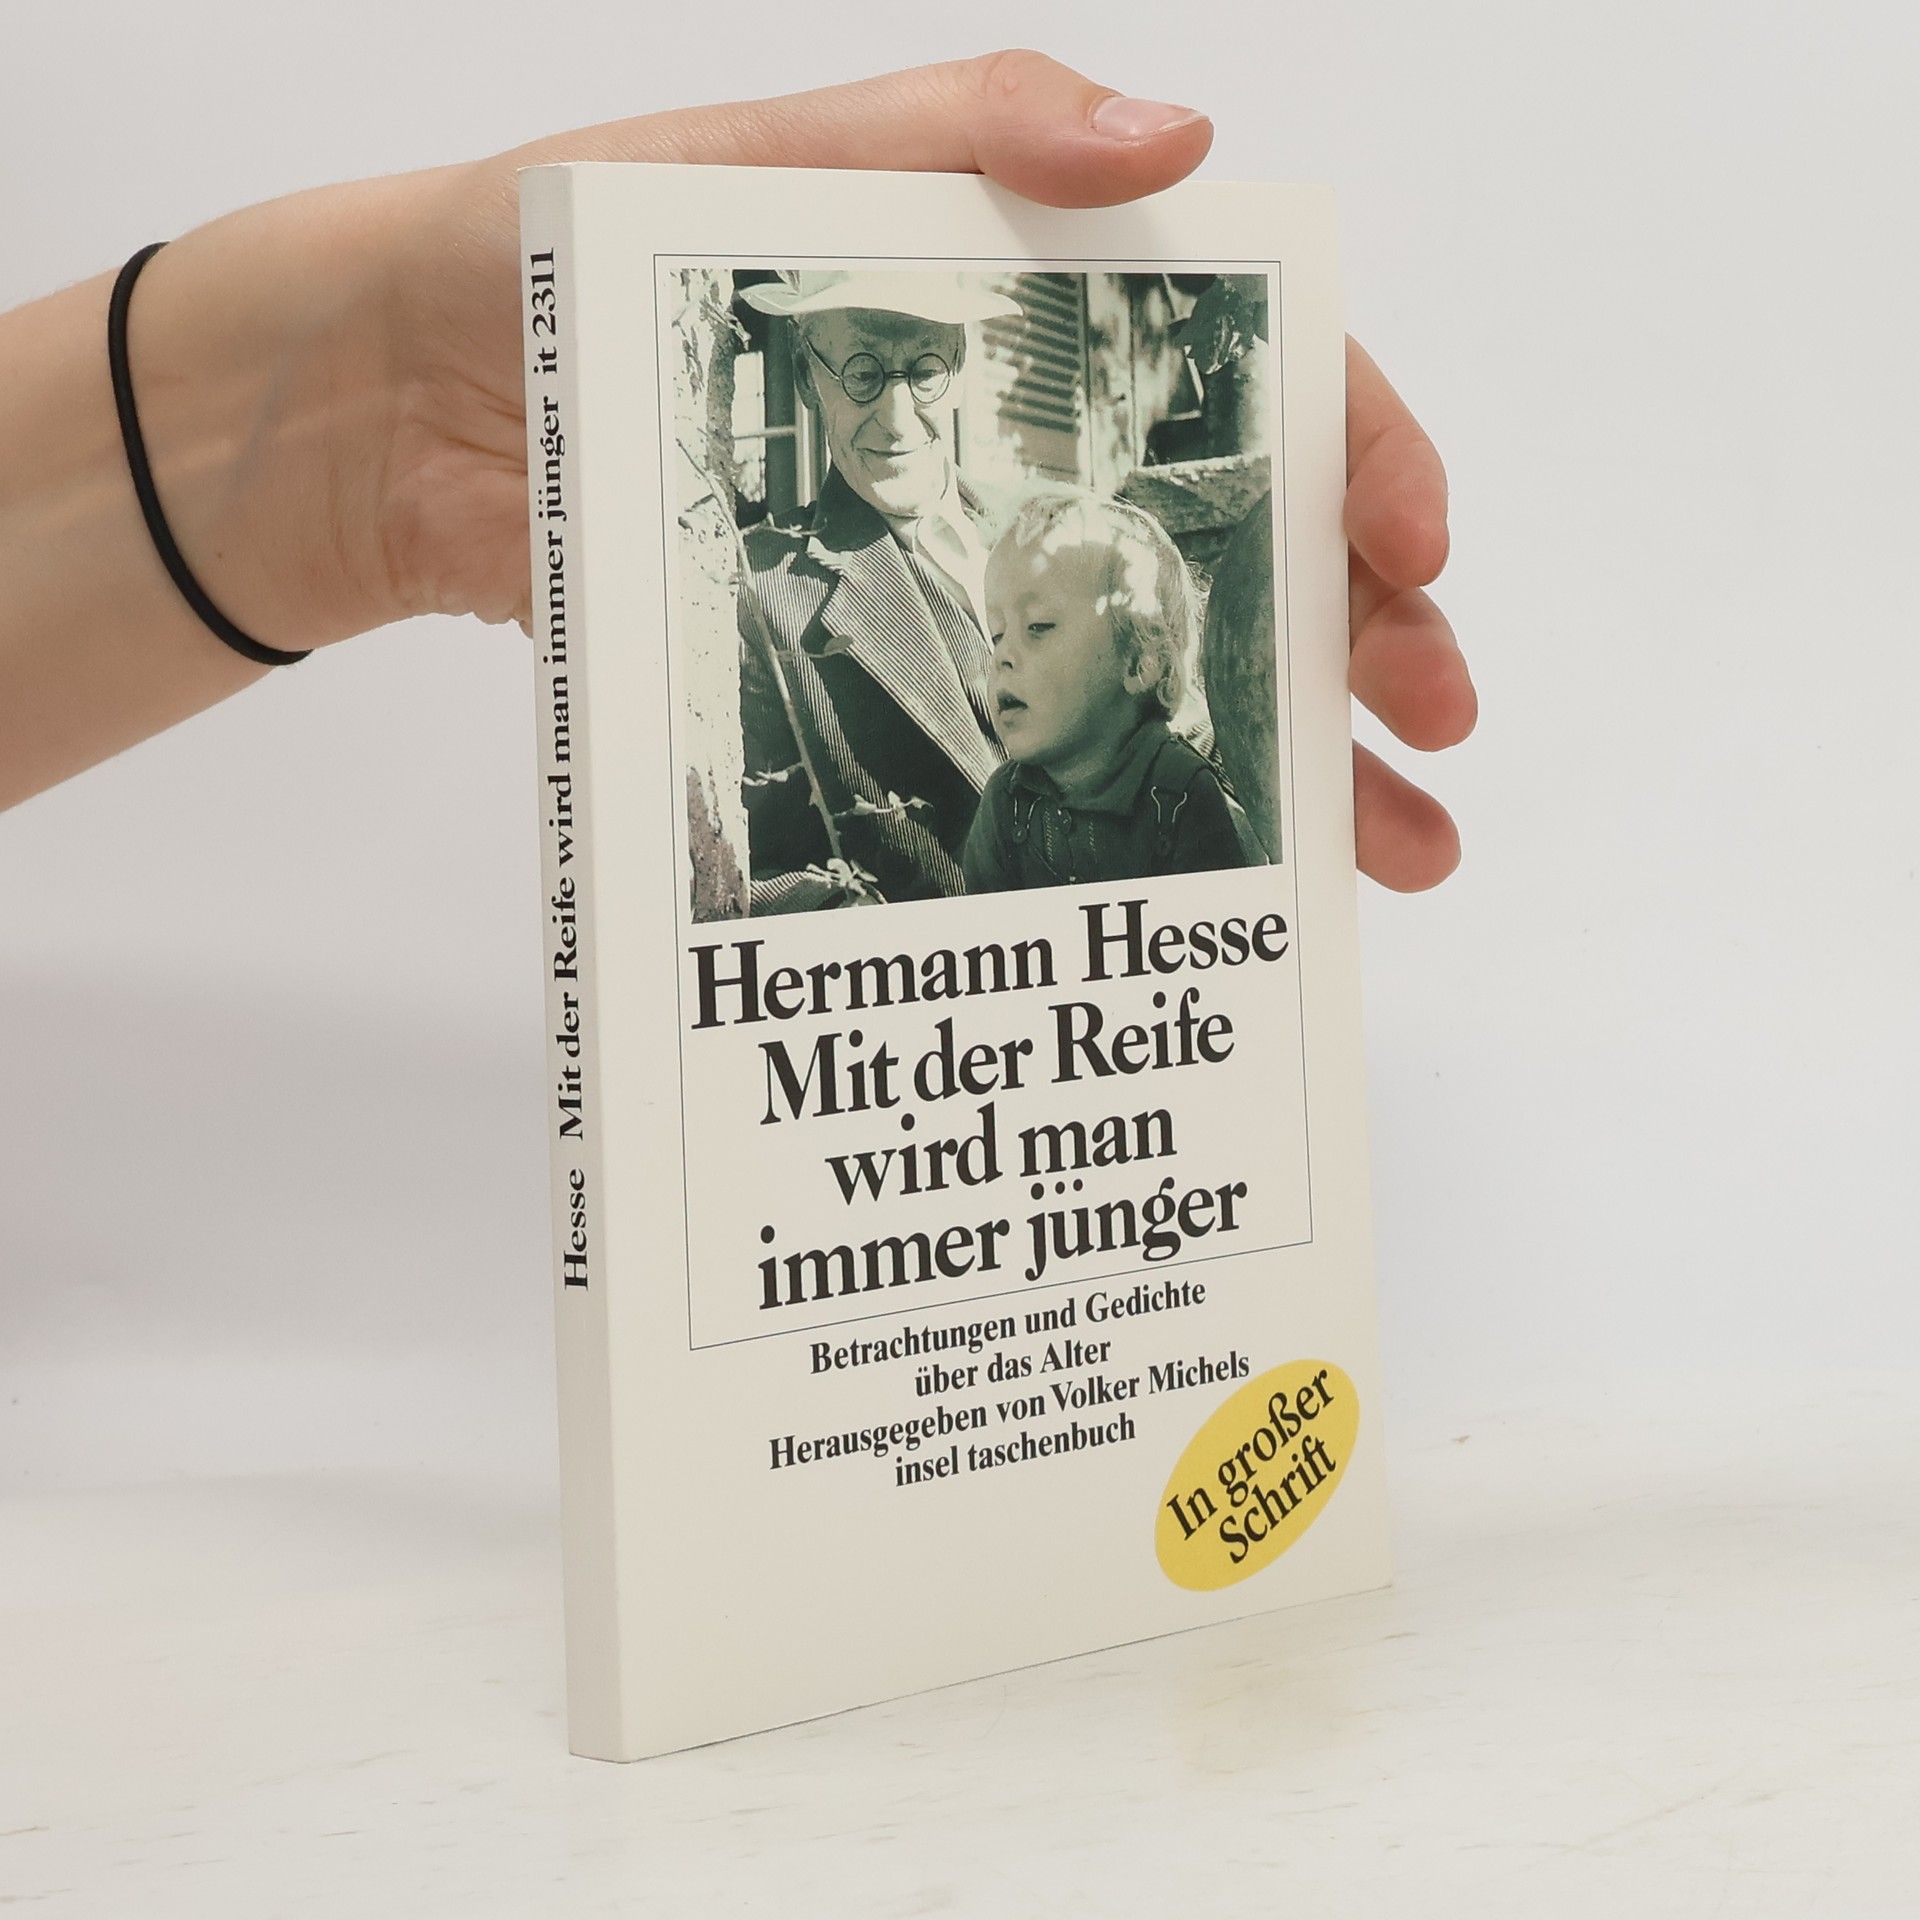 Hesse Mit der Reife wird man immer jünger it 2311
Hermann Hesse
Mit der Reife
wird man
immer jünger
Betrachtungen und Gedichte
über das Alter
Herausgegeben von Volker Michels
insel taschenbuch
In großer
Schrift